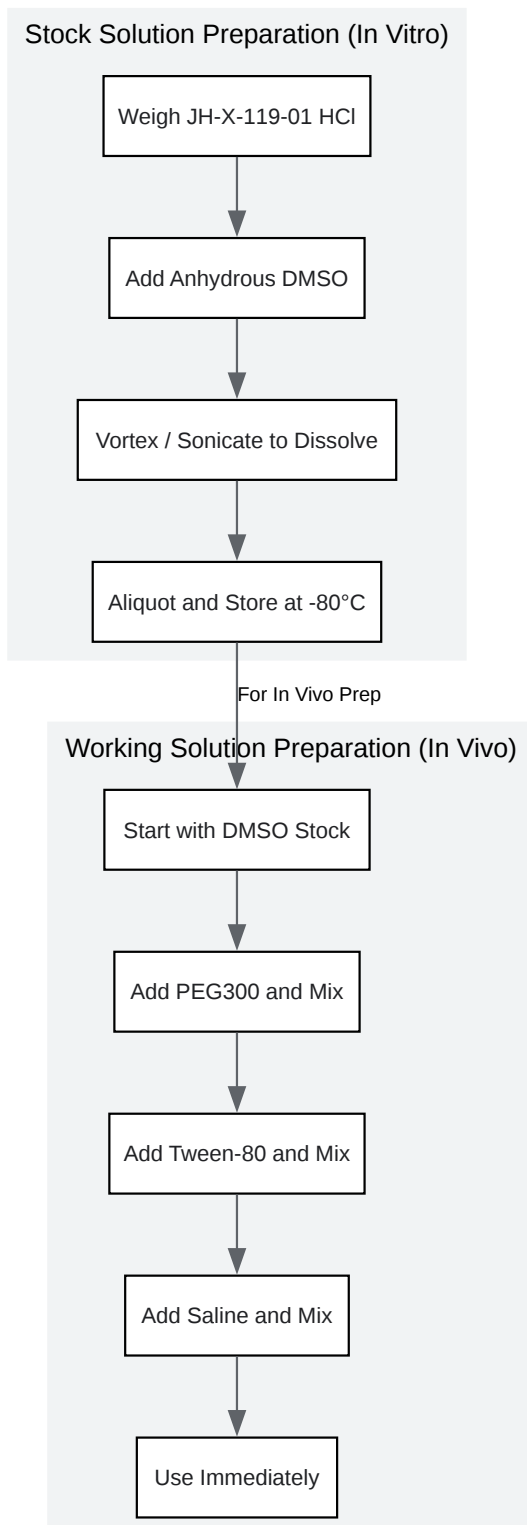 Stock Solution Preparation (In Vitro)
Weigh JH-X-119-01 HCl
Add Anhydrous DMSO
Vortex / Sonicate to Dissolve
Aliquot and Store at -80°C
For In Vivo Prep
Working Solution Preparation (In Vivo)
Start with DMSO Stock
Add PEG300 and Mix
Add Tween-80 and Mix
Add Saline and Mix
Use Immediately